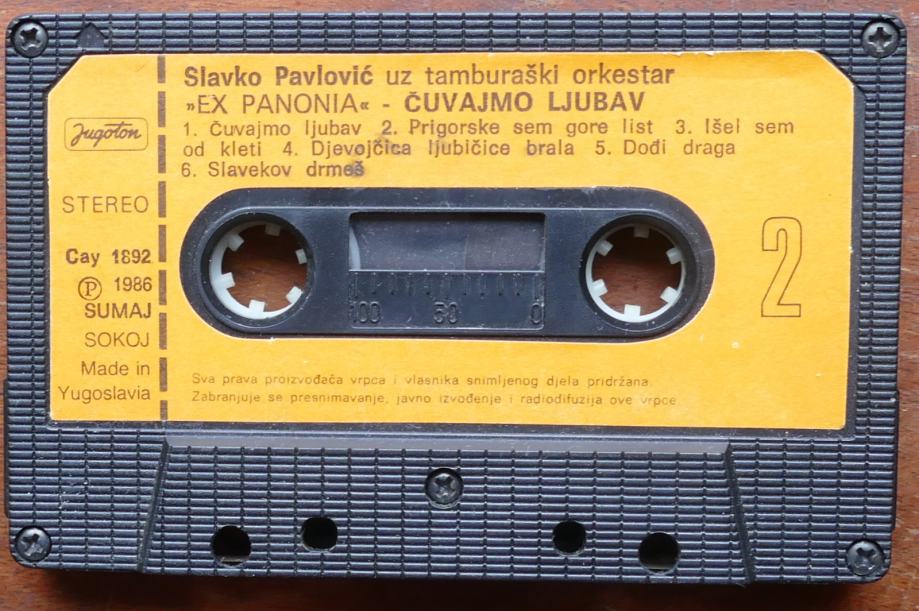 Slavko Pavlović uz tamburaški orkestar
»EX PANONIA« - ČUVAJMO LJUBAV
1. Čuvajmo ljubav 2. Prigorske sem gore list 3. Išel sem
od kleti 4. Djevojčica ljubičice brala 5. Dođi draga
6. Slavekov drmeš
Jugoton
STEREO
Cay 1892
Ⓟ 1986
SUMAJ
SOKOJ
Made in
Yugoslavia
100 50 0
2
Sva prava proizvođača vrpca i vlasnika snimljenog djela pridržana.
Zabranjuje se presnimavanje, javno izvođenje i radiodifuzija ove vrpce